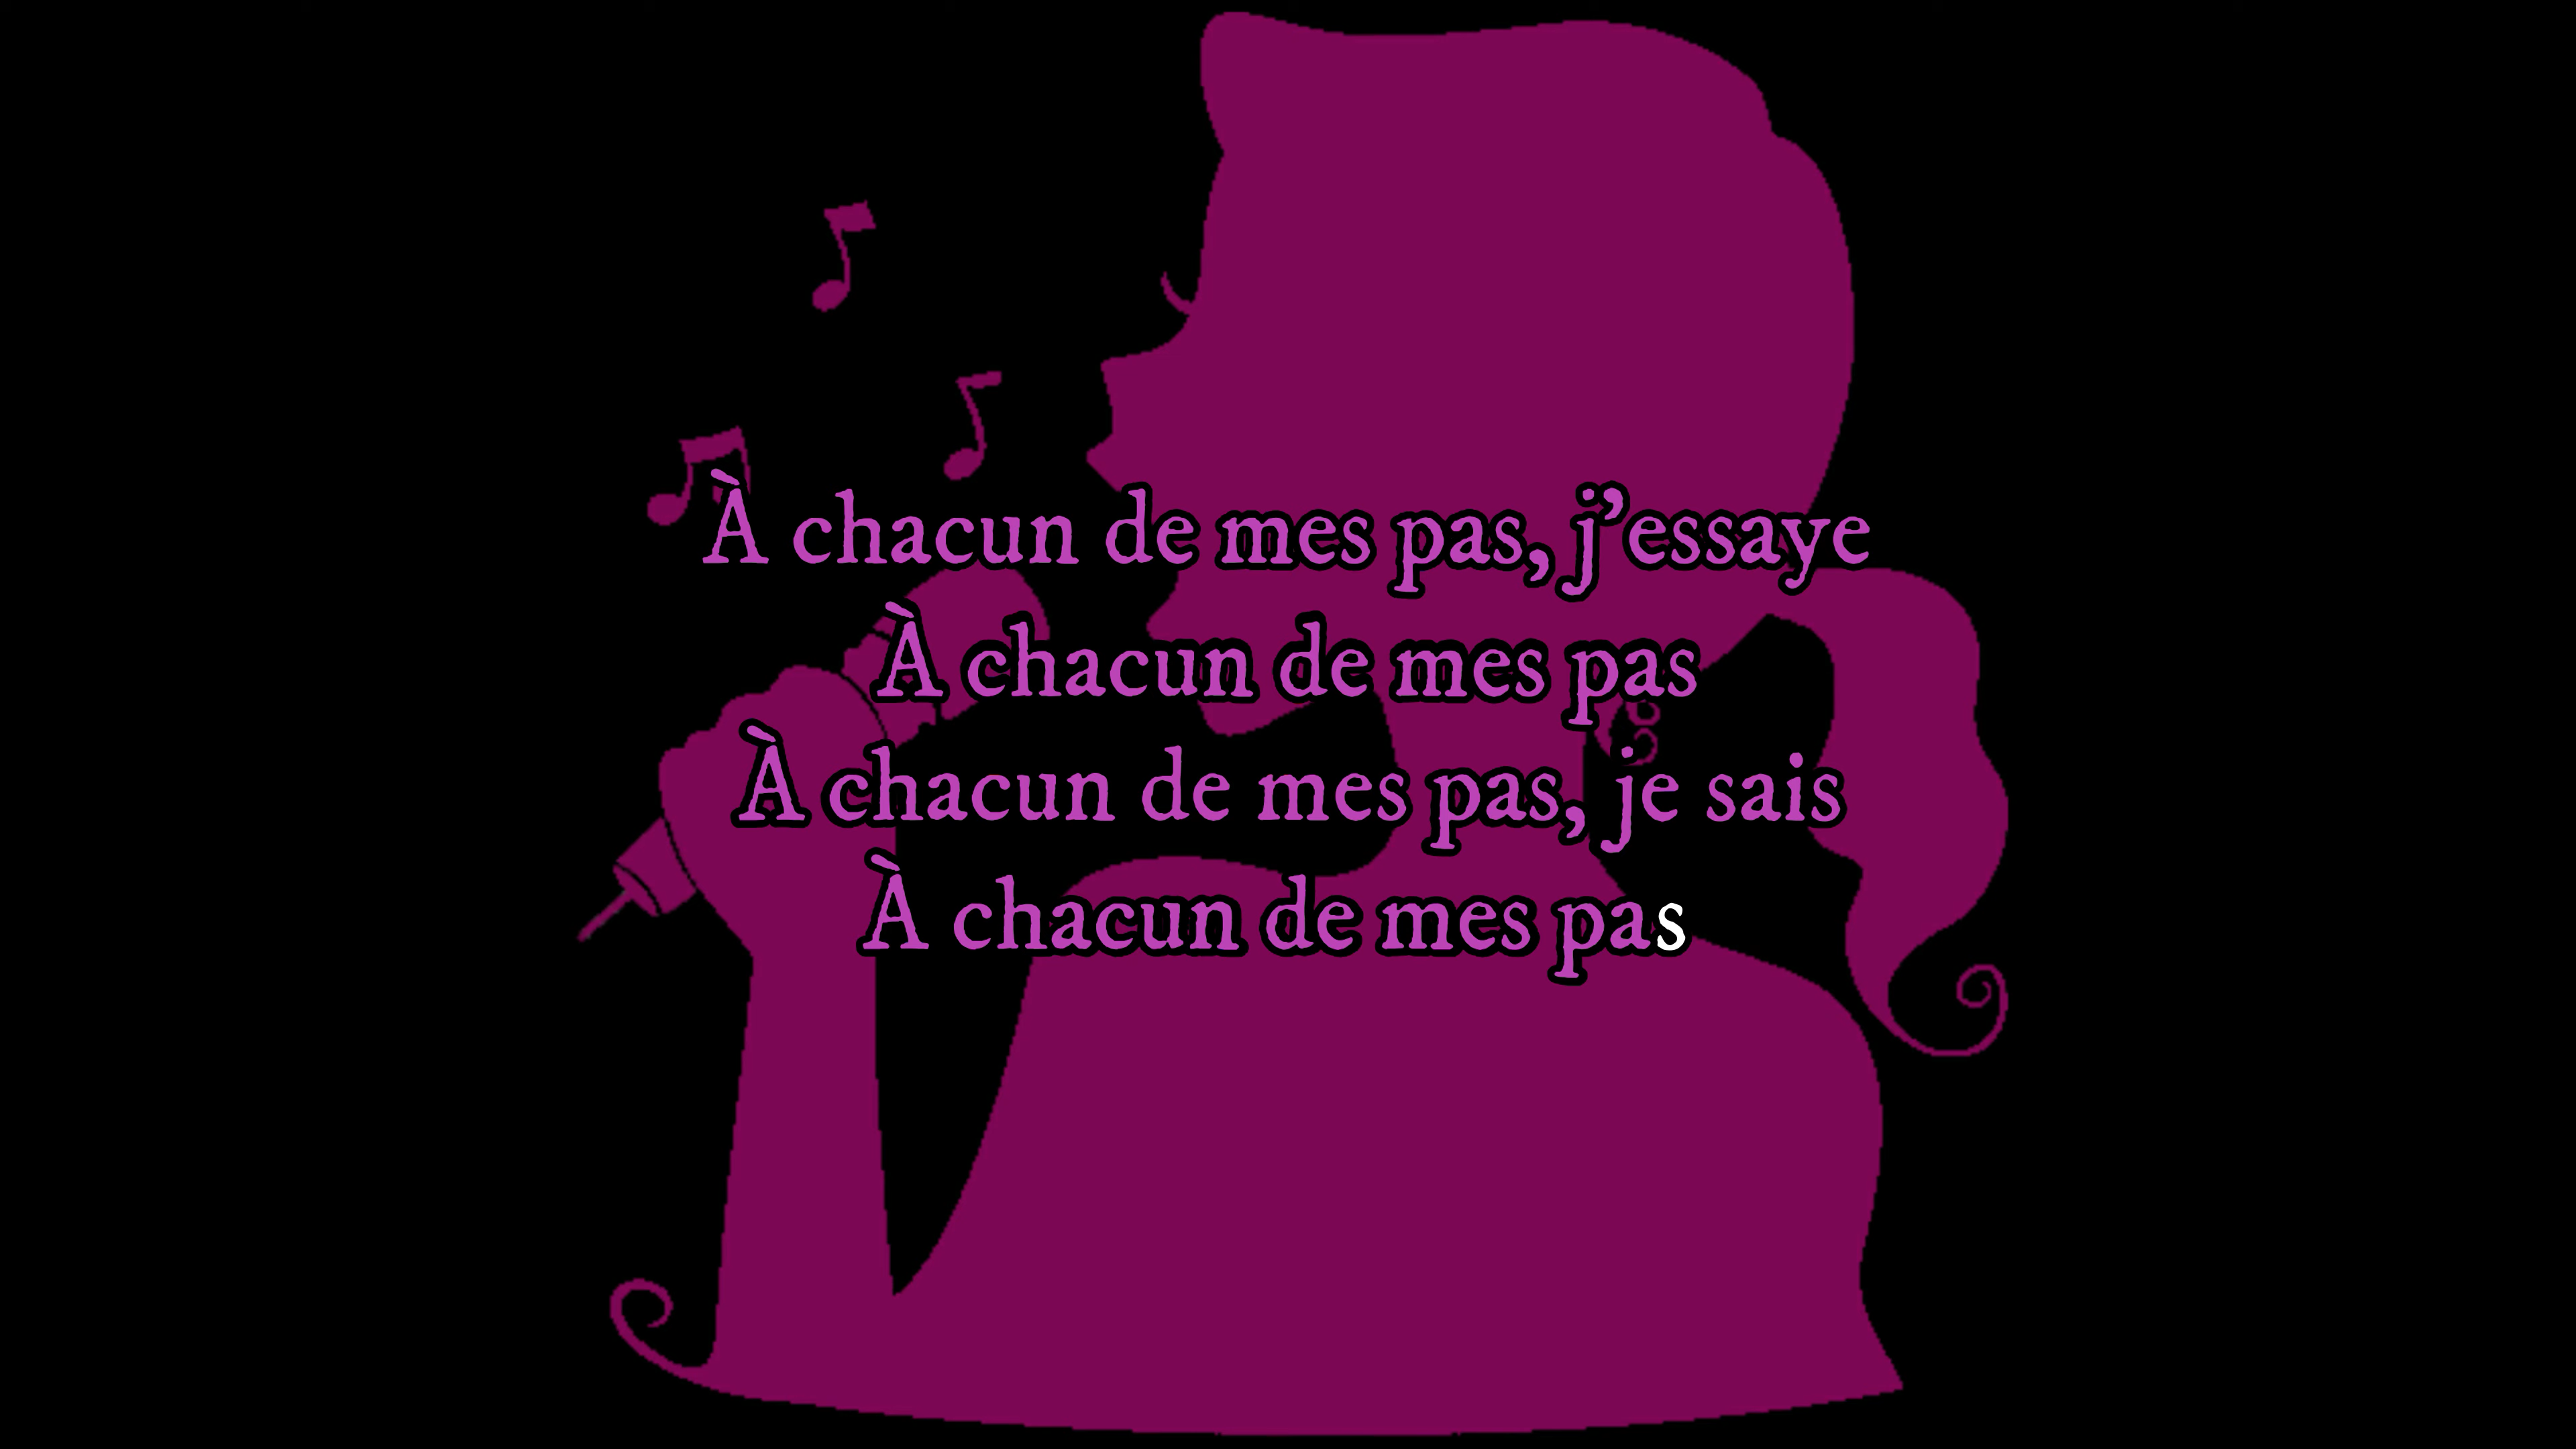 À chacun de mes pas, j’essaye
À chacun de mes pas
À chacun de mes pas, je sais
À chacun de mes pas